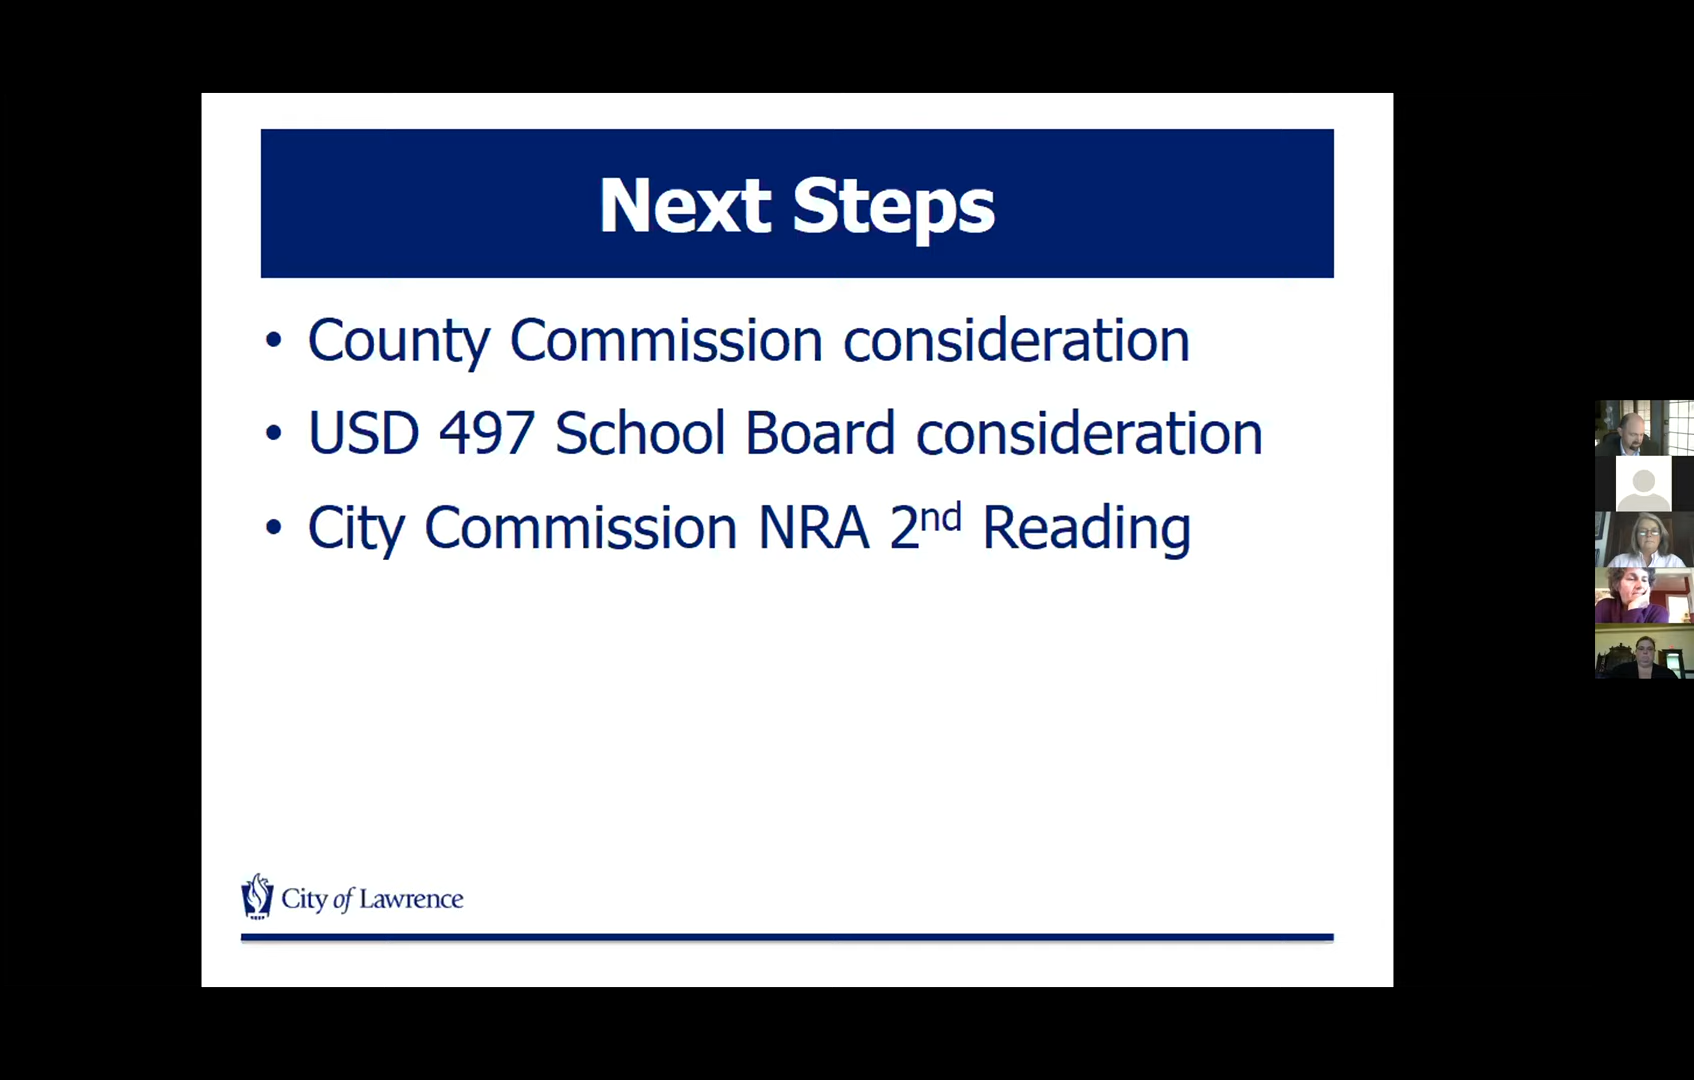 Next Steps
• County Commission consideration
• USD 497 School Board consideration
• City Commission NRA 2nd Reading
City of Lawrence